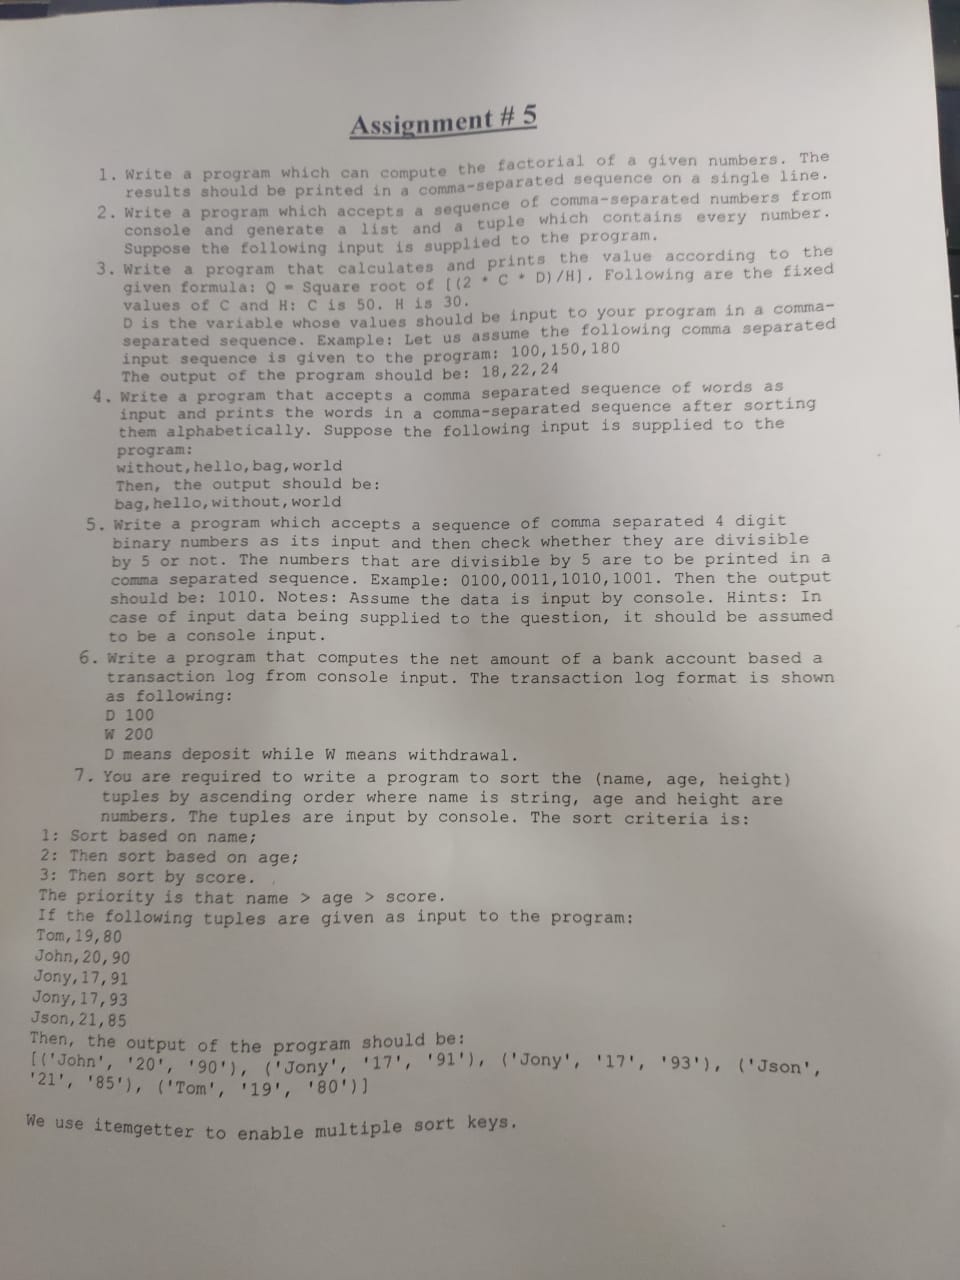 Assignment # 5
1. Write a program which can compute the factorial of a given numbers. The
results should be printed in a comma-separated sequence on a single line.
2. Write a program which accepts a sequence of comma-separated numbers from
console and generate a list and a tuple which contains every number.
Suppose the following input is supplied to the program.
3. Write a program that calculates and prints the value according to the
given formula: Q = Square root of [(2 * C * D)/H]. Following are the fixed
values of C and H: C is 50. H is 30.
D is the variable whose values should be input to your program in a comma-
separated sequence. Example: Let us assume the following comma separated
input sequence is given to the program: 100,150,180
The output of the program should be: 18,22,24
4. Write a program that accepts a comma separated sequence of words as
input and prints the words in a comma-separated sequence after sorting
them alphabetically. Suppose the following input is supplied to the
program:
without,hello,bag,world
Then, the output should be:
bag,hello,without,world
5. Write a program which accepts a sequence of comma separated 4 digit
binary numbers as its input and then check whether they are divisible
by 5 or not. The numbers that are divisible by 5 are to be printed in a
comma separated sequence. Example: 0100,0011,1010,1001. Then the output
should be: 1010. Notes: Assume the data is input by console. Hints: In
case of input data being supplied to the question, it should be assumed
to be a console input.
6. Write a program that computes the net amount of a bank account based a
transaction log from console input. The transaction log format is shown
as following:
D 100
W 200
D means deposit while W means withdrawal.
7. You are required to write a program to sort the (name, age, height)
tuples by ascending order where name is string, age and height are
numbers. The tuples are input by console. The sort criteria is:
1: Sort based on name;
2: Then sort based on age;
3: Then sort by score.
The priority is that name > age > score.
If the following tuples are given as input to the program:
Tom,19,80
John,20,90
Jony,17,91
Jony,17,93
Json,21,85
Then, the output of the program should be:
[('John', '20', '90'), ('Jony', '17', '91'), ('Jony', '17', '93'), ('Json',
'21', '85'), ('Tom', '19', '80')]
We use itemgetter to enable multiple sort keys.